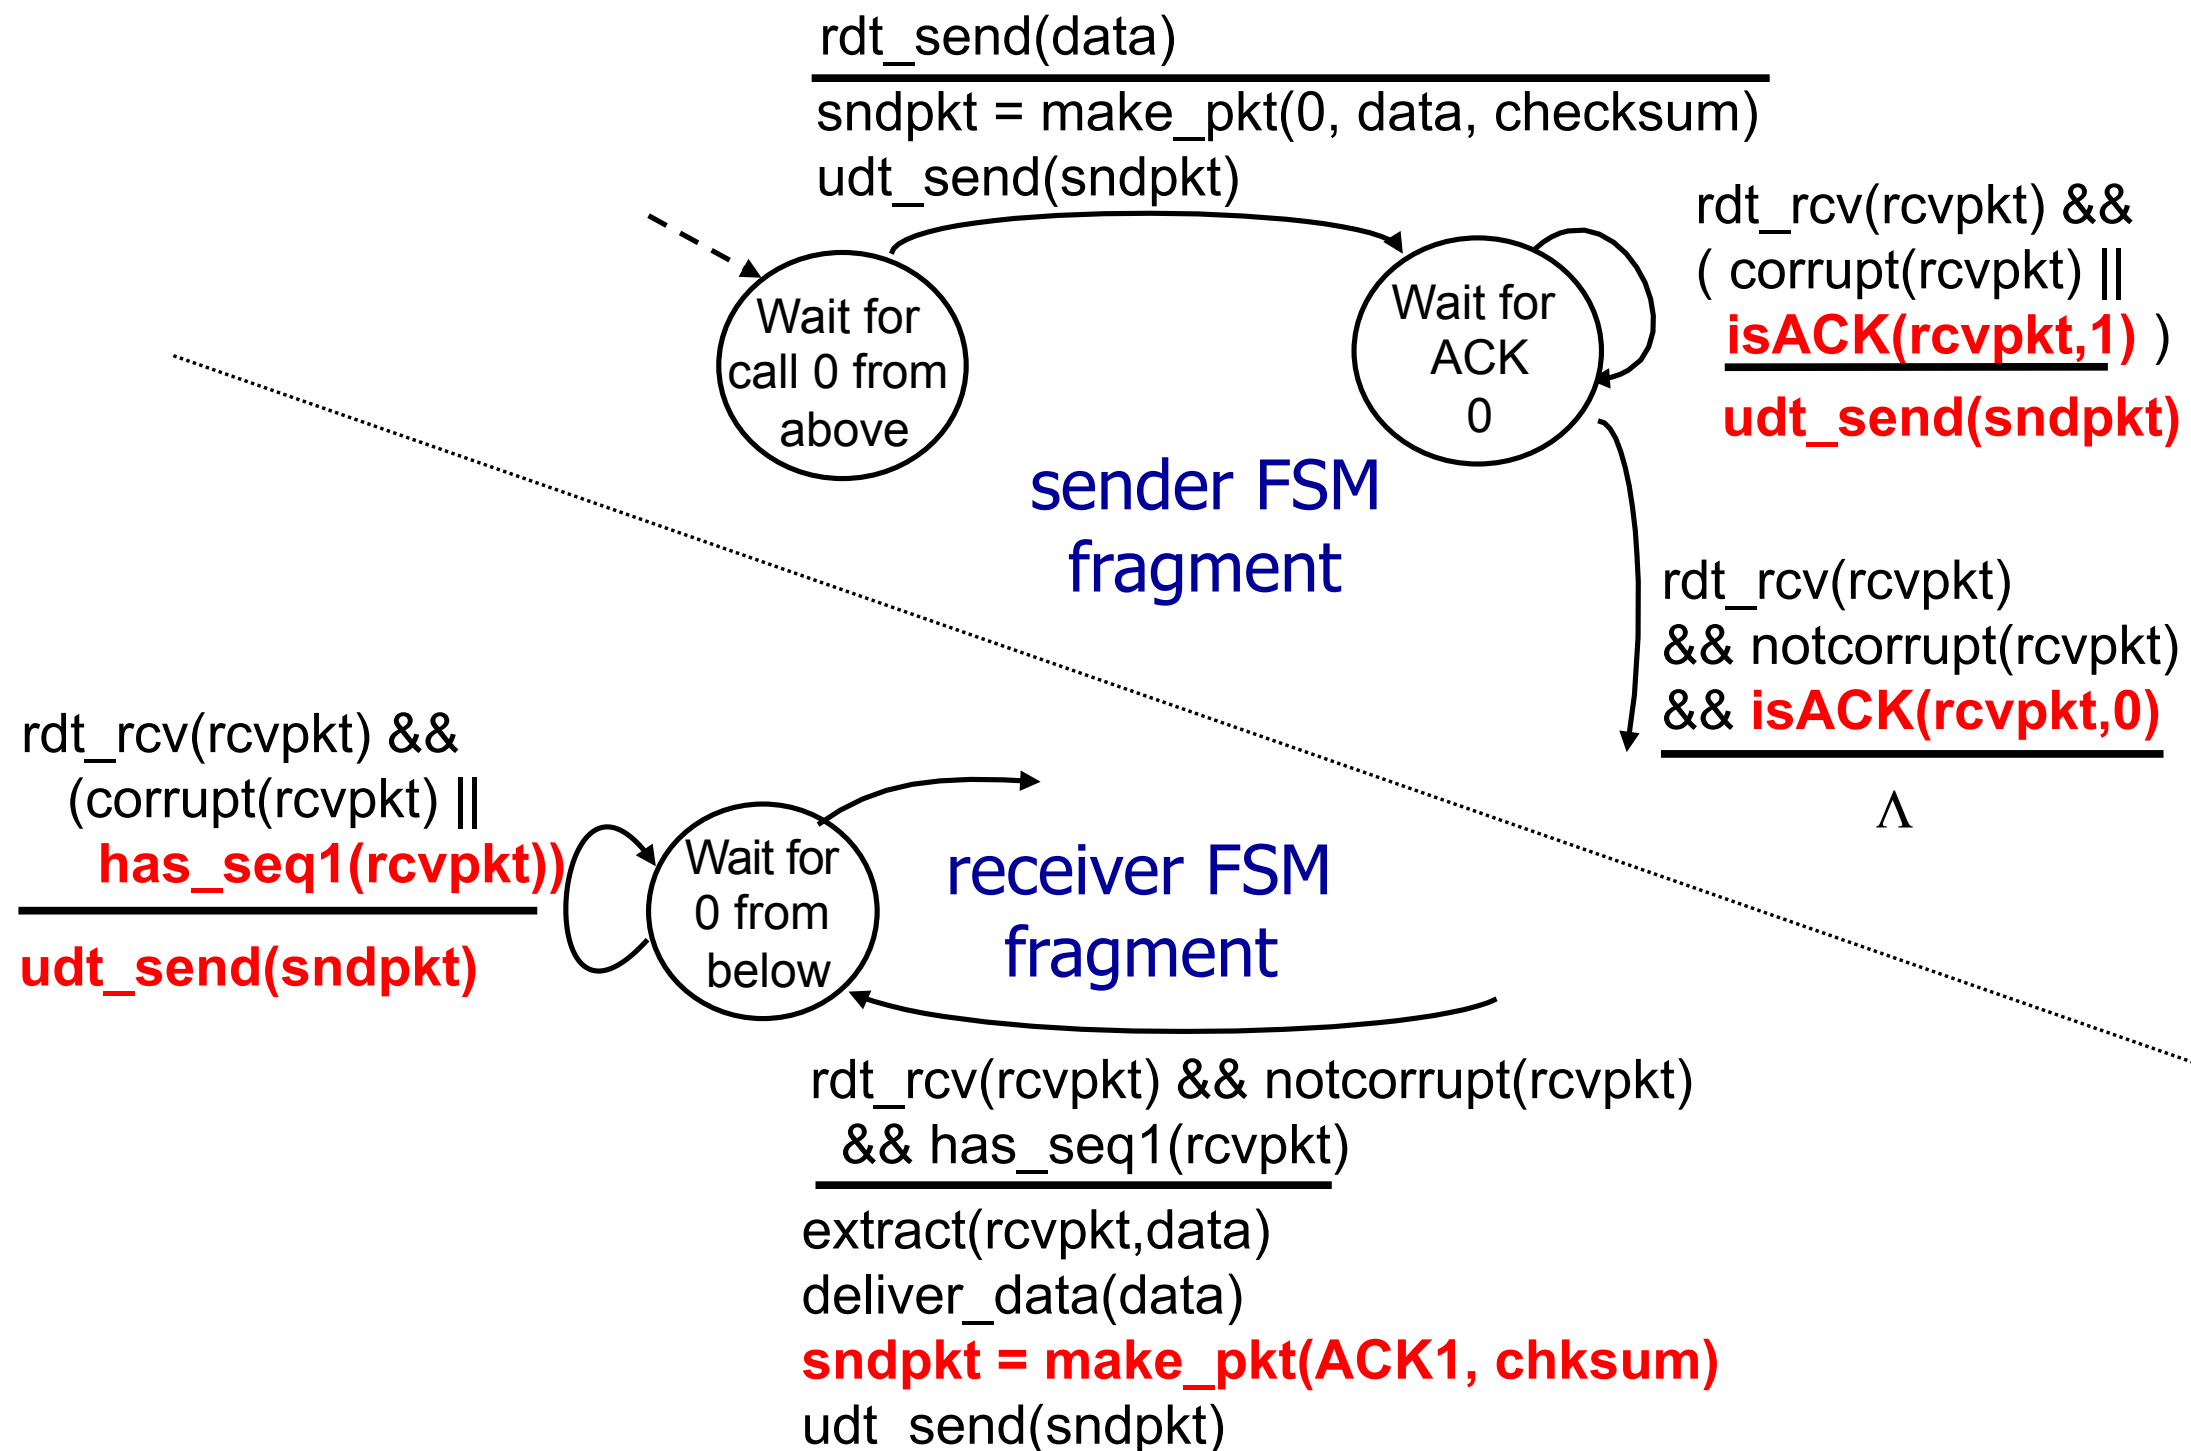 rdt_send(data)
sndpkt = make_pkt(0, data, checksum)
udt_send(sndpkt)
Wait for
call 0 from
above
Wait for
ACK
0
rdt_rcv(rcvpkt) &&
( corrupt(rcvpkt) ||
isACK(rcvpkt,1) )
udt_send(sndpkt)
sender FSM
fragment
rdt_rcv(rcvpkt)
&& notcorrupt(rcvpkt)
&& isACK(rcvpkt,0)
Λ
rdt_rcv(rcvpkt) &&
(corrupt(rcvpkt) ||
has_seq1(rcvpkt))
udt_send(sndpkt)
Wait for
0 from
below
receiver FSM
fragment
rdt_rcv(rcvpkt) && notcorrupt(rcvpkt)
&& has_seq1(rcvpkt)
extract(rcvpkt,data)
deliver_data(data)
sndpkt = make_pkt(ACK1, chksum)
udt_send(sndpkt)